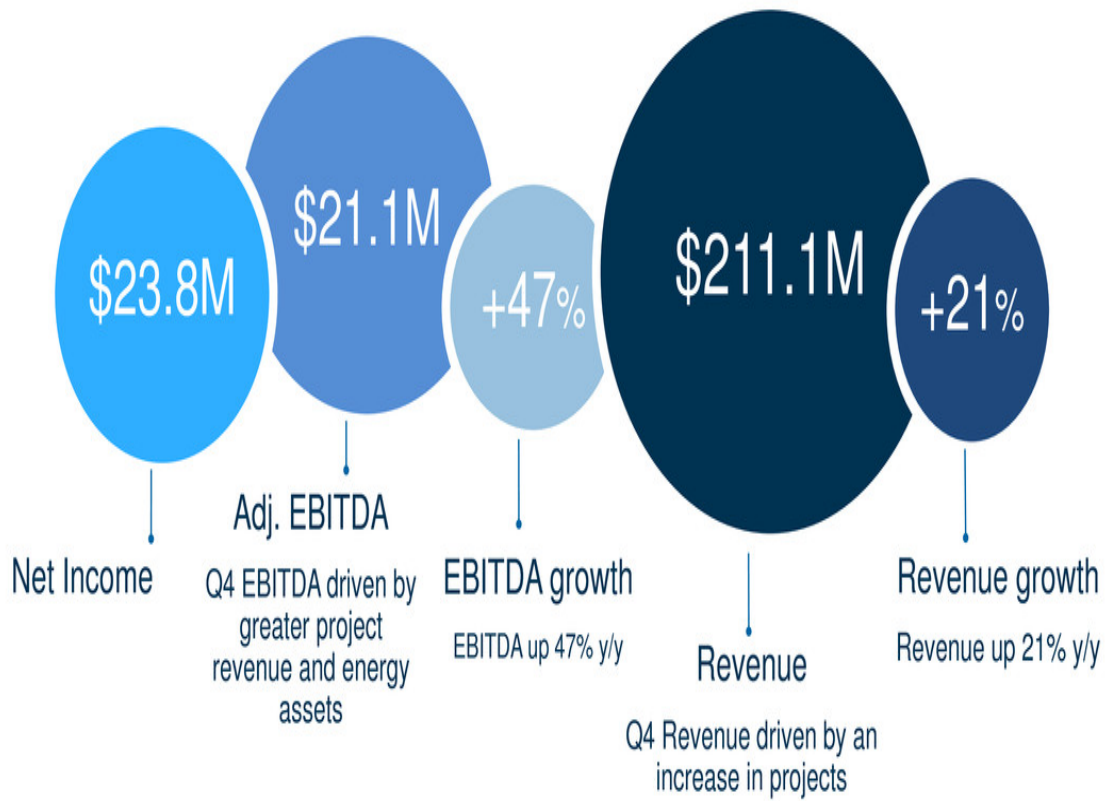 $23.8M
Net Income
$21.1M
Adj. EBITDA
Q4 EBITDA driven by
greater project
revenue and energy
assets
+47%
EBITDA growth
EBITDA up 47% y/y
$211.1M
Revenue
Q4 Revenue driven by an
increase in projects
+21%
Revenue growth
Revenue up 21% y/y